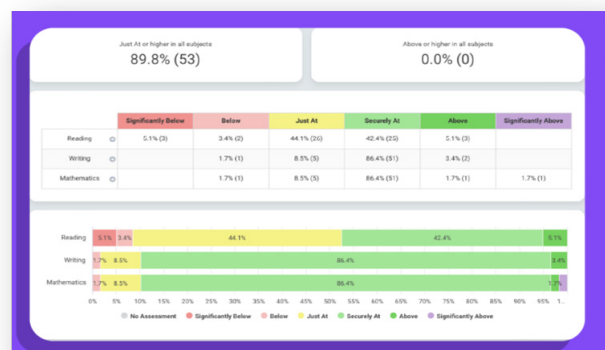 Just At or higher in all subjects
89.8% (53)
Above or higher in all subjects
0.0% (0)
Significantly Below Below Just At Securely At Above Significantly Above
Reading 5.1% (3) 3.4% (2) 44.1% (26) 42.4% (25) 5.1% (3)
Writing 1.7% (1) 8.5% (5) 86.4% (51) 3.4% (2)
Mathematics 1.7% (1) 8.5% (5) 86.4% (51) 1.7% (1) 1.7% (1)
Reading 5.1% 3.4% 44.1% 42.4% 5.1%
Writing 1.7% 8.5% 86.4% 3.4%
Mathematics 1.7% 8.5% 86.4% 1.7%
0% 5% 10% 15% 20% 25% 30% 35% 40% 45% 50% 55% 60% 65% 70% 75% 80% 85% 90% 95% 1...
No Assessment Significantly Below Below Just At Securely At Above Significantly Above